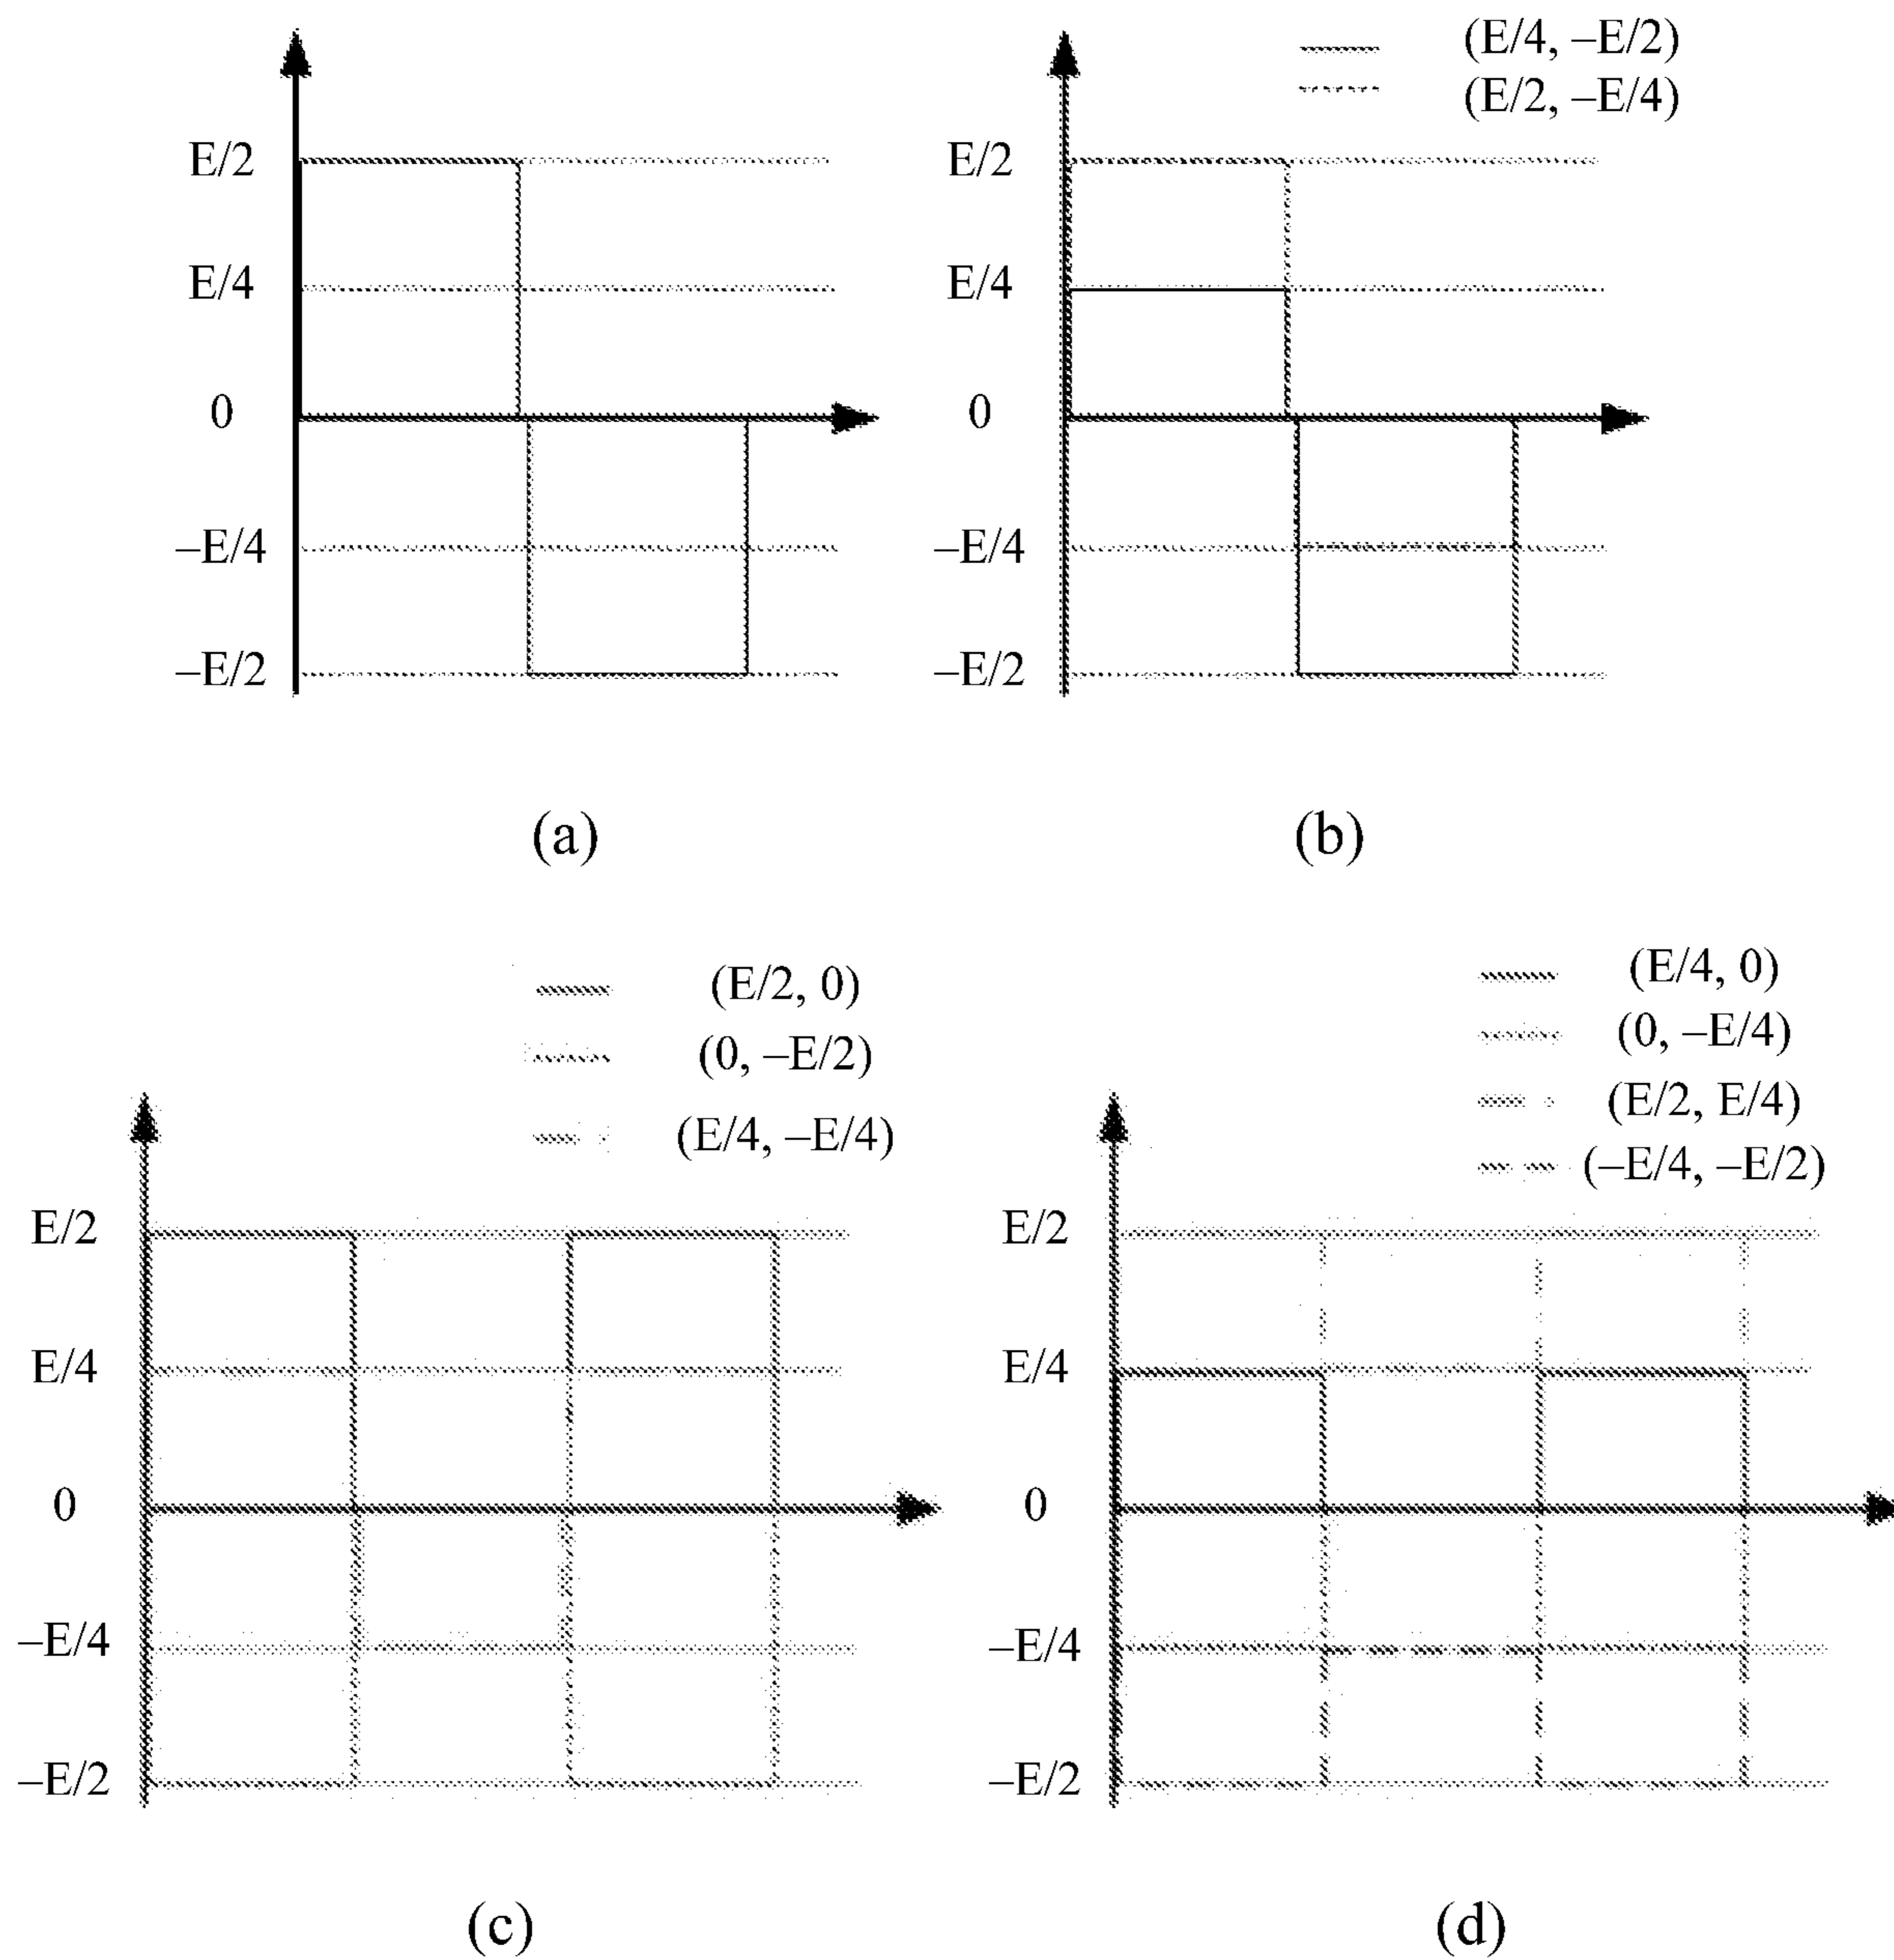 (E/4, –E/2)
(E/2, –E/4)
E/2
E/4
0
–E/4
–E/2
(a)
E/2
E/4
0
–E/4
–E/2
(b)
(E/2, 0)
(0, –E/2)
(E/4, –E/4)
E/2
E/4
0
–E/4
–E/2
(c)
(E/4, 0)
(0, –E/4)
(E/2, E/4)
(–E/4, –E/2)
E/2
E/4
0
–E/4
–E/2
(d)